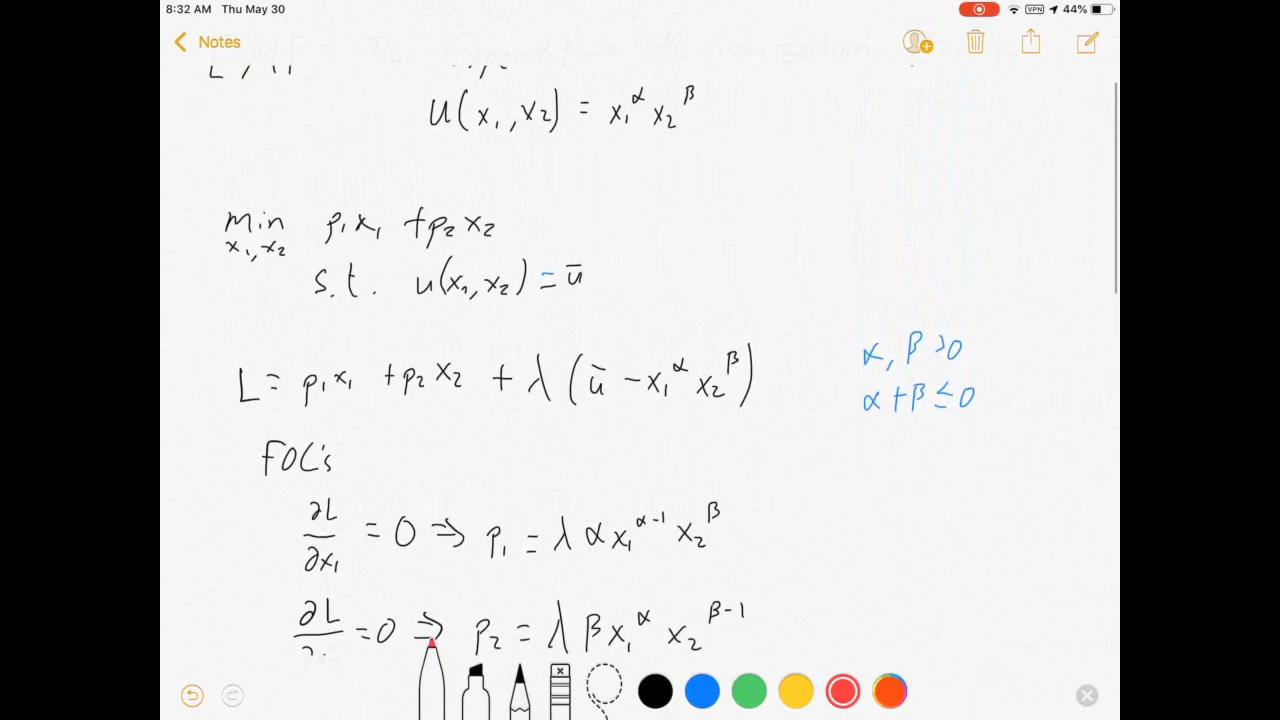 8:32 AM Thu May 30
VPN 44%
Notes
u(x₁, x₂) = x₁^α x₂^β
min p₁x₁ + p₂x₂
x₁, x₂
s.t. u(x₁, x₂) = ū
L = p₁x₁ + p₂x₂ + λ(ū - x₁^α x₂^β)
α, β > 0
α + β ≤ 0
FOC's
∂L/∂x₁ = 0 ⇒ p₁ = λαx₁^(α-1) x₂^β
∂L = 0 ⇒ p₂ = λβx₁^α x₂^(β-1)